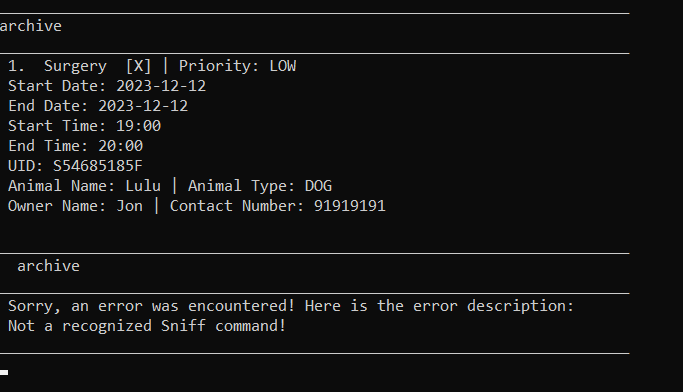 archive
1.  Surgery  [X] | Priority: LOW
Start Date: 2023-12-12
End Date: 2023-12-12
Start Time: 19:00
End Time: 20:00
UID: S54685185F
Animal Name: Lulu | Animal Type: DOG
Owner Name: Jon | Contact Number: 91919191
archive
Sorry, an error was encountered! Here is the error description:
Not a recognized Sniff command!